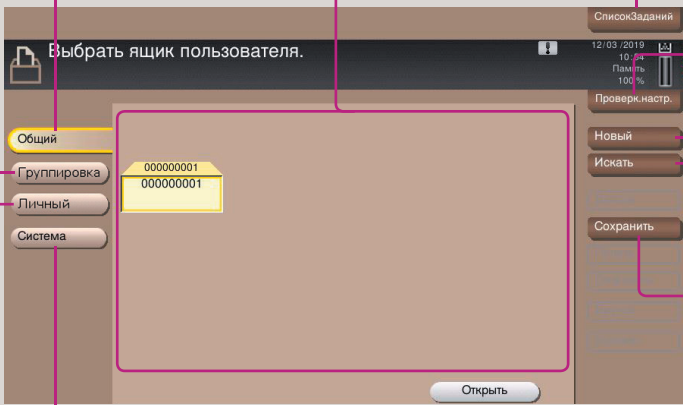 СписокЗаданий
Выбрать ящик пользователя.
12/03 /2019
10:54
Память
100 %
Проверк.настр.
Общий
Новый
Группировка
000000001
000000001
Искать
Личный
Система
Сохранить
Открыть